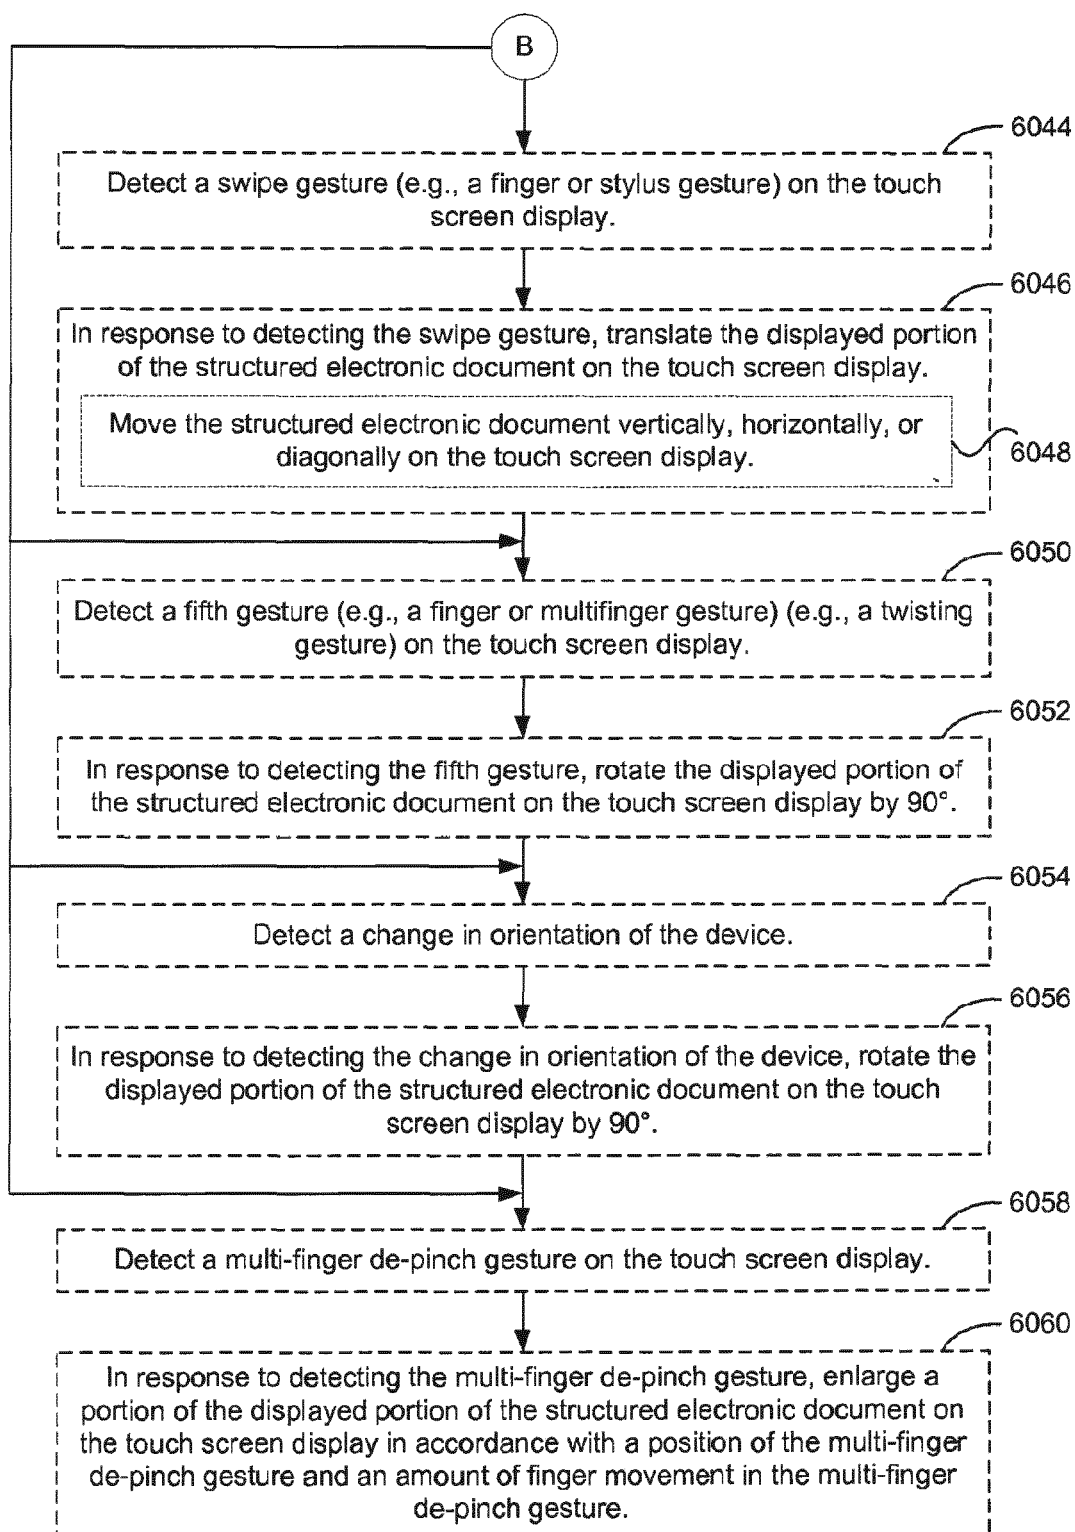 B
6044
Detect a swipe gesture (e.g., a finger or stylus gesture) on the touch
screen display.
6046
In response to detecting the swipe gesture, translate the displayed portion
of the structured electronic document on the touch screen display.
Move the structured electronic document vertically, horizontally, or
diagonally on the touch screen display.
6048
6050
Detect a fifth gesture (e.g., a finger or multifinger gesture) (e.g., a twisting
gesture) on the touch screen display.
6052
In response to detecting the fifth gesture, rotate the displayed portion of
the structured electronic document on the touch screen display by 90°.
6054
Detect a change in orientation of the device.
6056
In response to detecting the change in orientation of the device, rotate the
displayed portion of the structured electronic document on the touch
screen display by 90°.
6058
Detect a multi-finger de-pinch gesture on the touch screen display.
6060
In response to detecting the multi-finger de-pinch gesture, enlarge a
portion of the displayed portion of the structured electronic document on
the touch screen display in accordance with a position of the multi-finger
de-pinch gesture and an amount of finger movement in the multi-finger
de-pinch gesture.